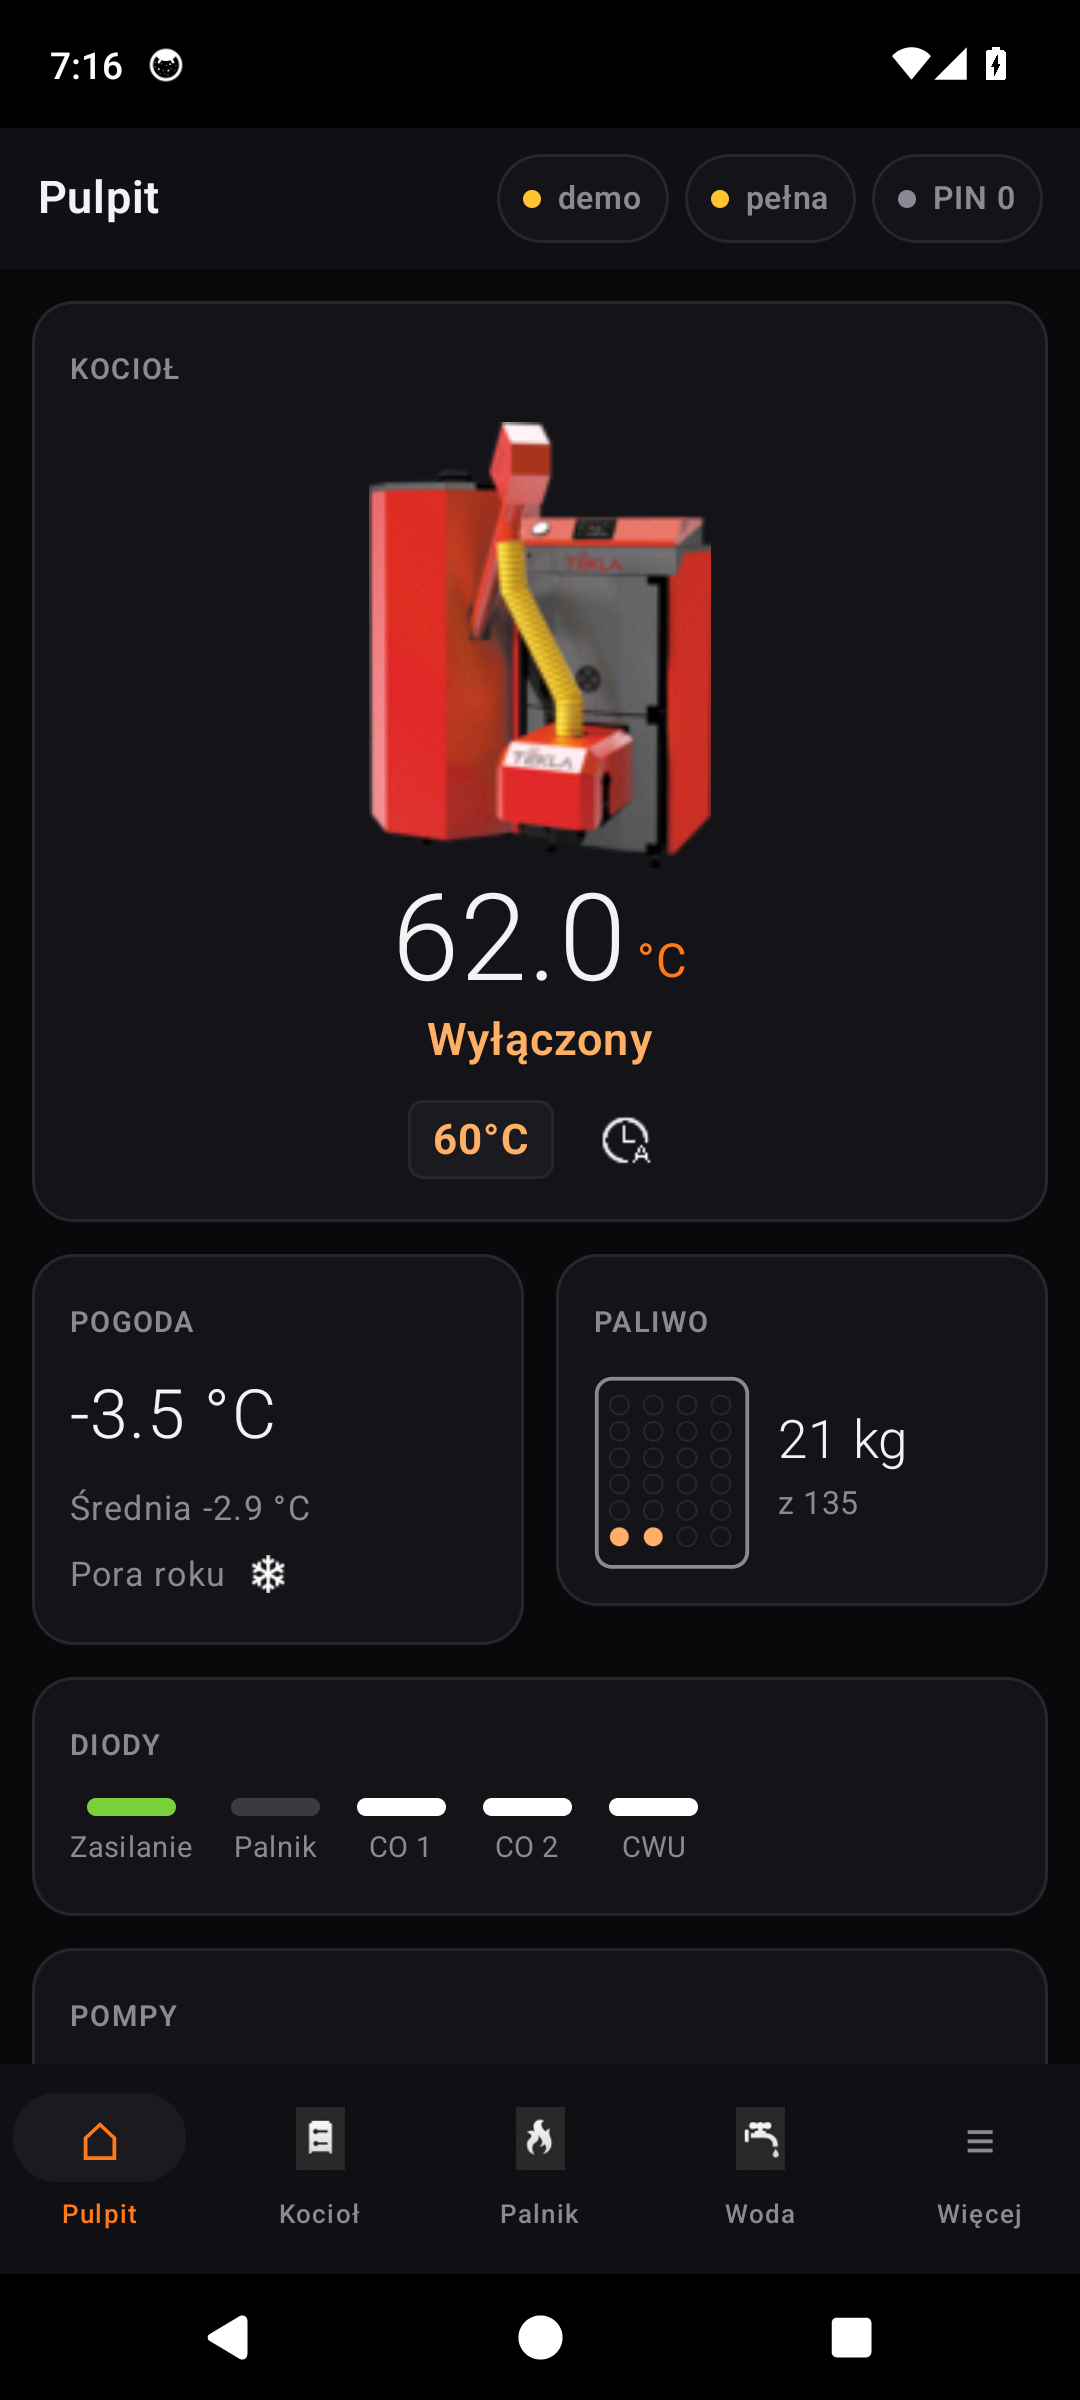 7:16
Pulpit
demo
pełna
PIN 0
KOCIOŁ
TEKLA
TEKLA
62.0 °C
Wyłączony
60°C
A
POGODA
-3.5 °C
Średnia -2.9 °C
Pora roku
PALIWO
21 kg
z 135
DIODY
Zasilanie
Palnik
CO 1
CO 2
CWU
POMPY
Pulpit
Kocioł
Palnik
Woda
Więcej